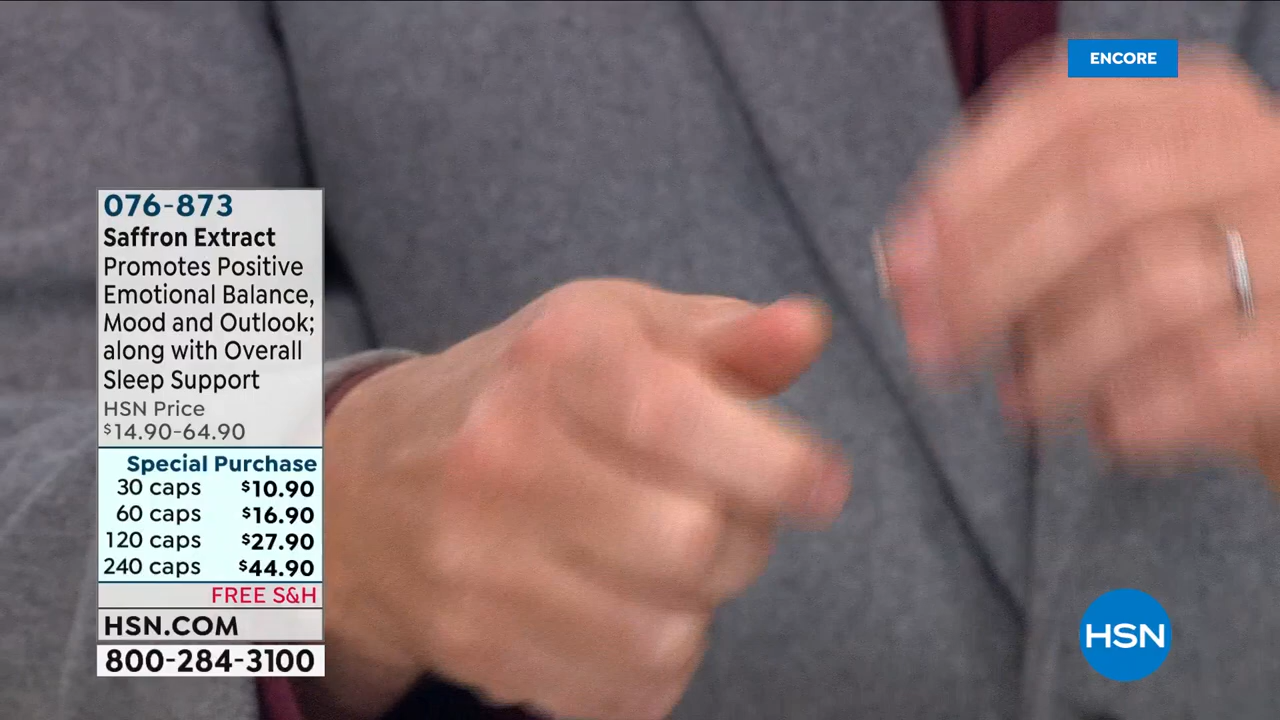 ENCORE
076-873
Saffron Extract
Promotes Positive
Emotional Balance,
Mood and Outlook;
along with Overall
Sleep Support
HSN Price
$14.90-64.90
Special Purchase
30 caps $10.90
60 caps $16.90
120 caps $27.90
240 caps $44.90
FREE S&H
HSN.COM
800-284-3100
HSN